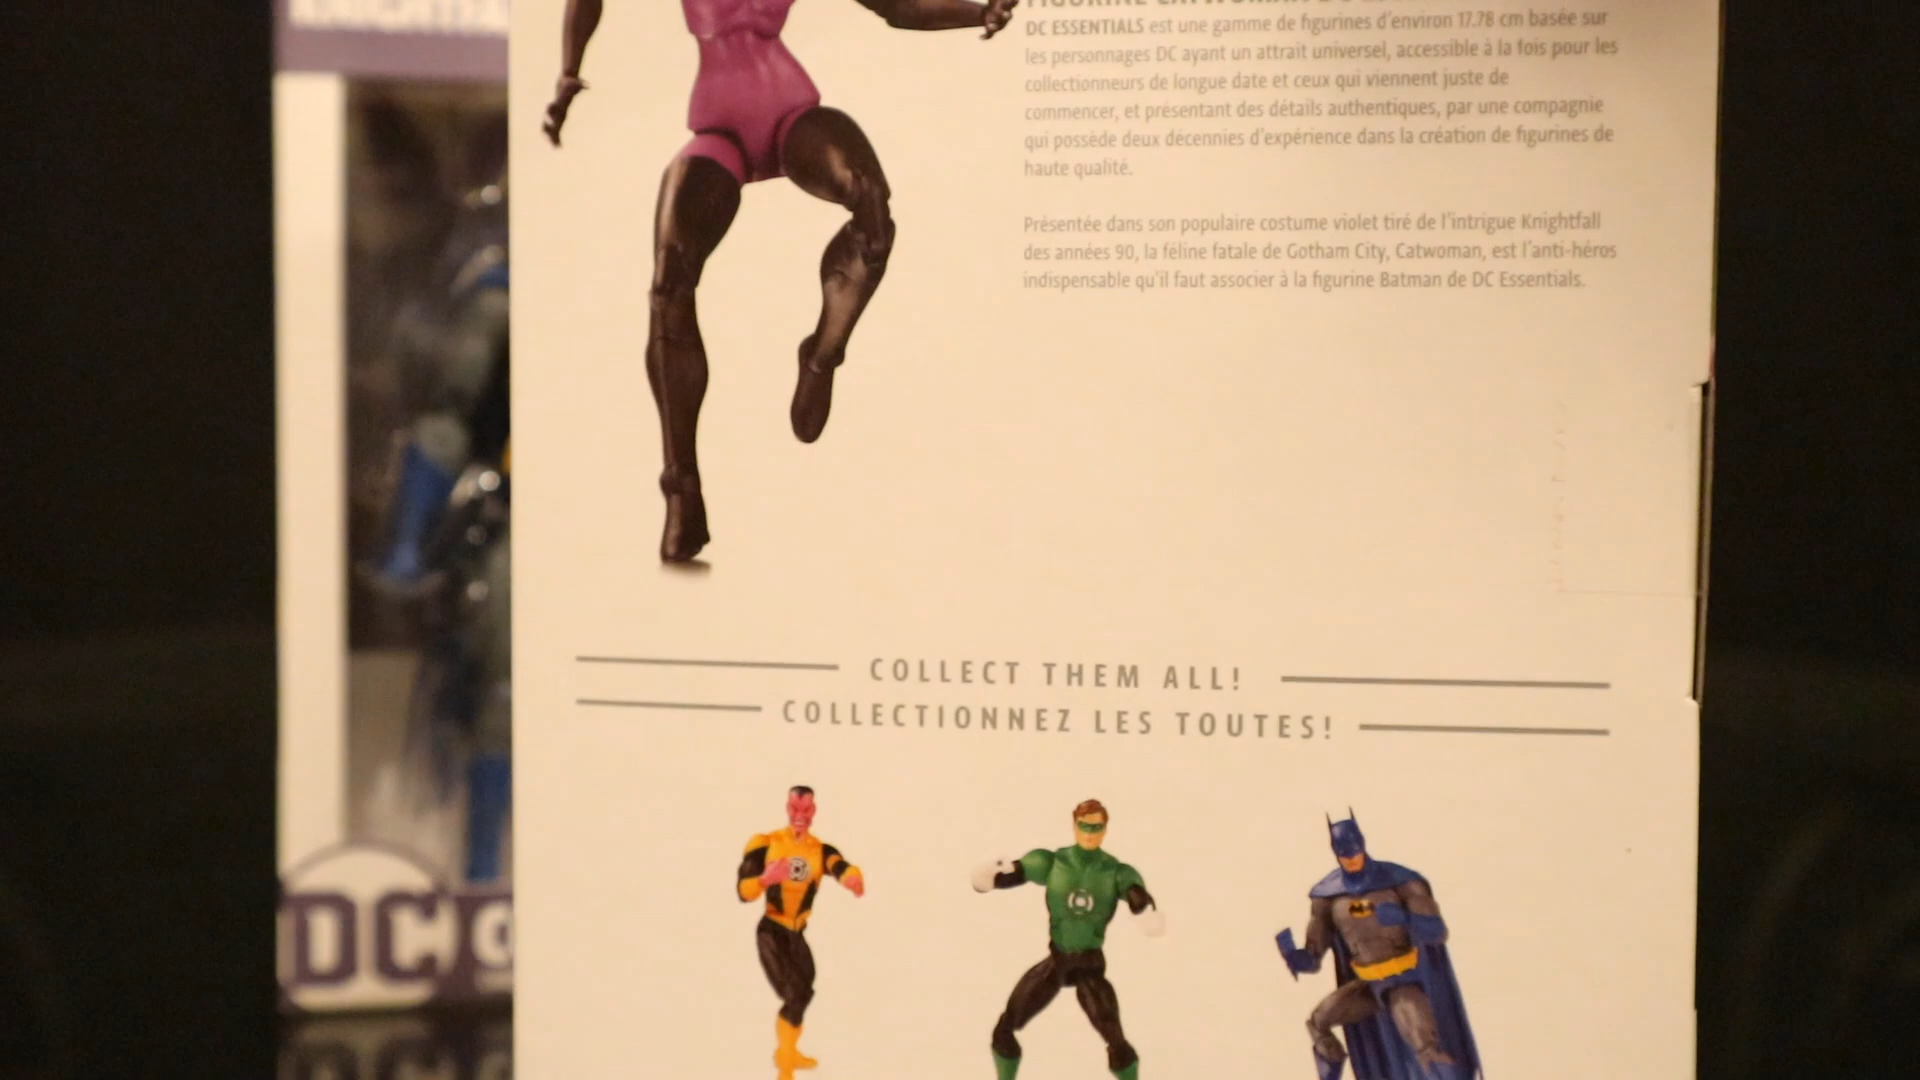 KNIGHTFA
FIGURINE CATWOMAN
DC ESSENTIALS est une gamme de figurines d'environ 17.78 cm basée sur
les personnages DC ayant un attrait universel, accessible à la fois pour les
collectionneurs de longue date et ceux qui viennent juste de
commencer, et présentant des détails authentiques, par une compagnie
qui possède deux décennies d'expérience dans la création de figurines de
haute qualité.
Présentée dans son populaire costume violet tiré de l'intrigue Knightfall
des années 90, la féline fatale de Gotham City, Catwoman, est l'anti-héros
indispensable qu'il faut associer à la figurine Batman de DC Essentials.
COLLECT THEM ALL!
COLLECTIONNEZ LES TOUTES!
DC